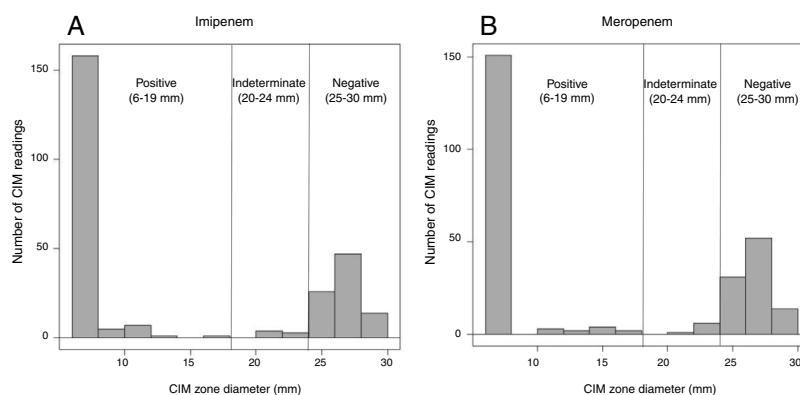 A
Imipenem
Positive
(6-19 mm)
Indeterminate
(20-24 mm)
Negative
(25-30 mm)
Number of CIM readings
150
100
50
0
10
15
20
25
30
CIM zone diameter (mm)
B
Meropenem
Positive
(6-19 mm)
Indeterminate
(20-24 mm)
Negative
(25-30 mm)
Number of CIM readings
150
100
50
0
10
15
20
25
30
CIM zone diameter (mm)